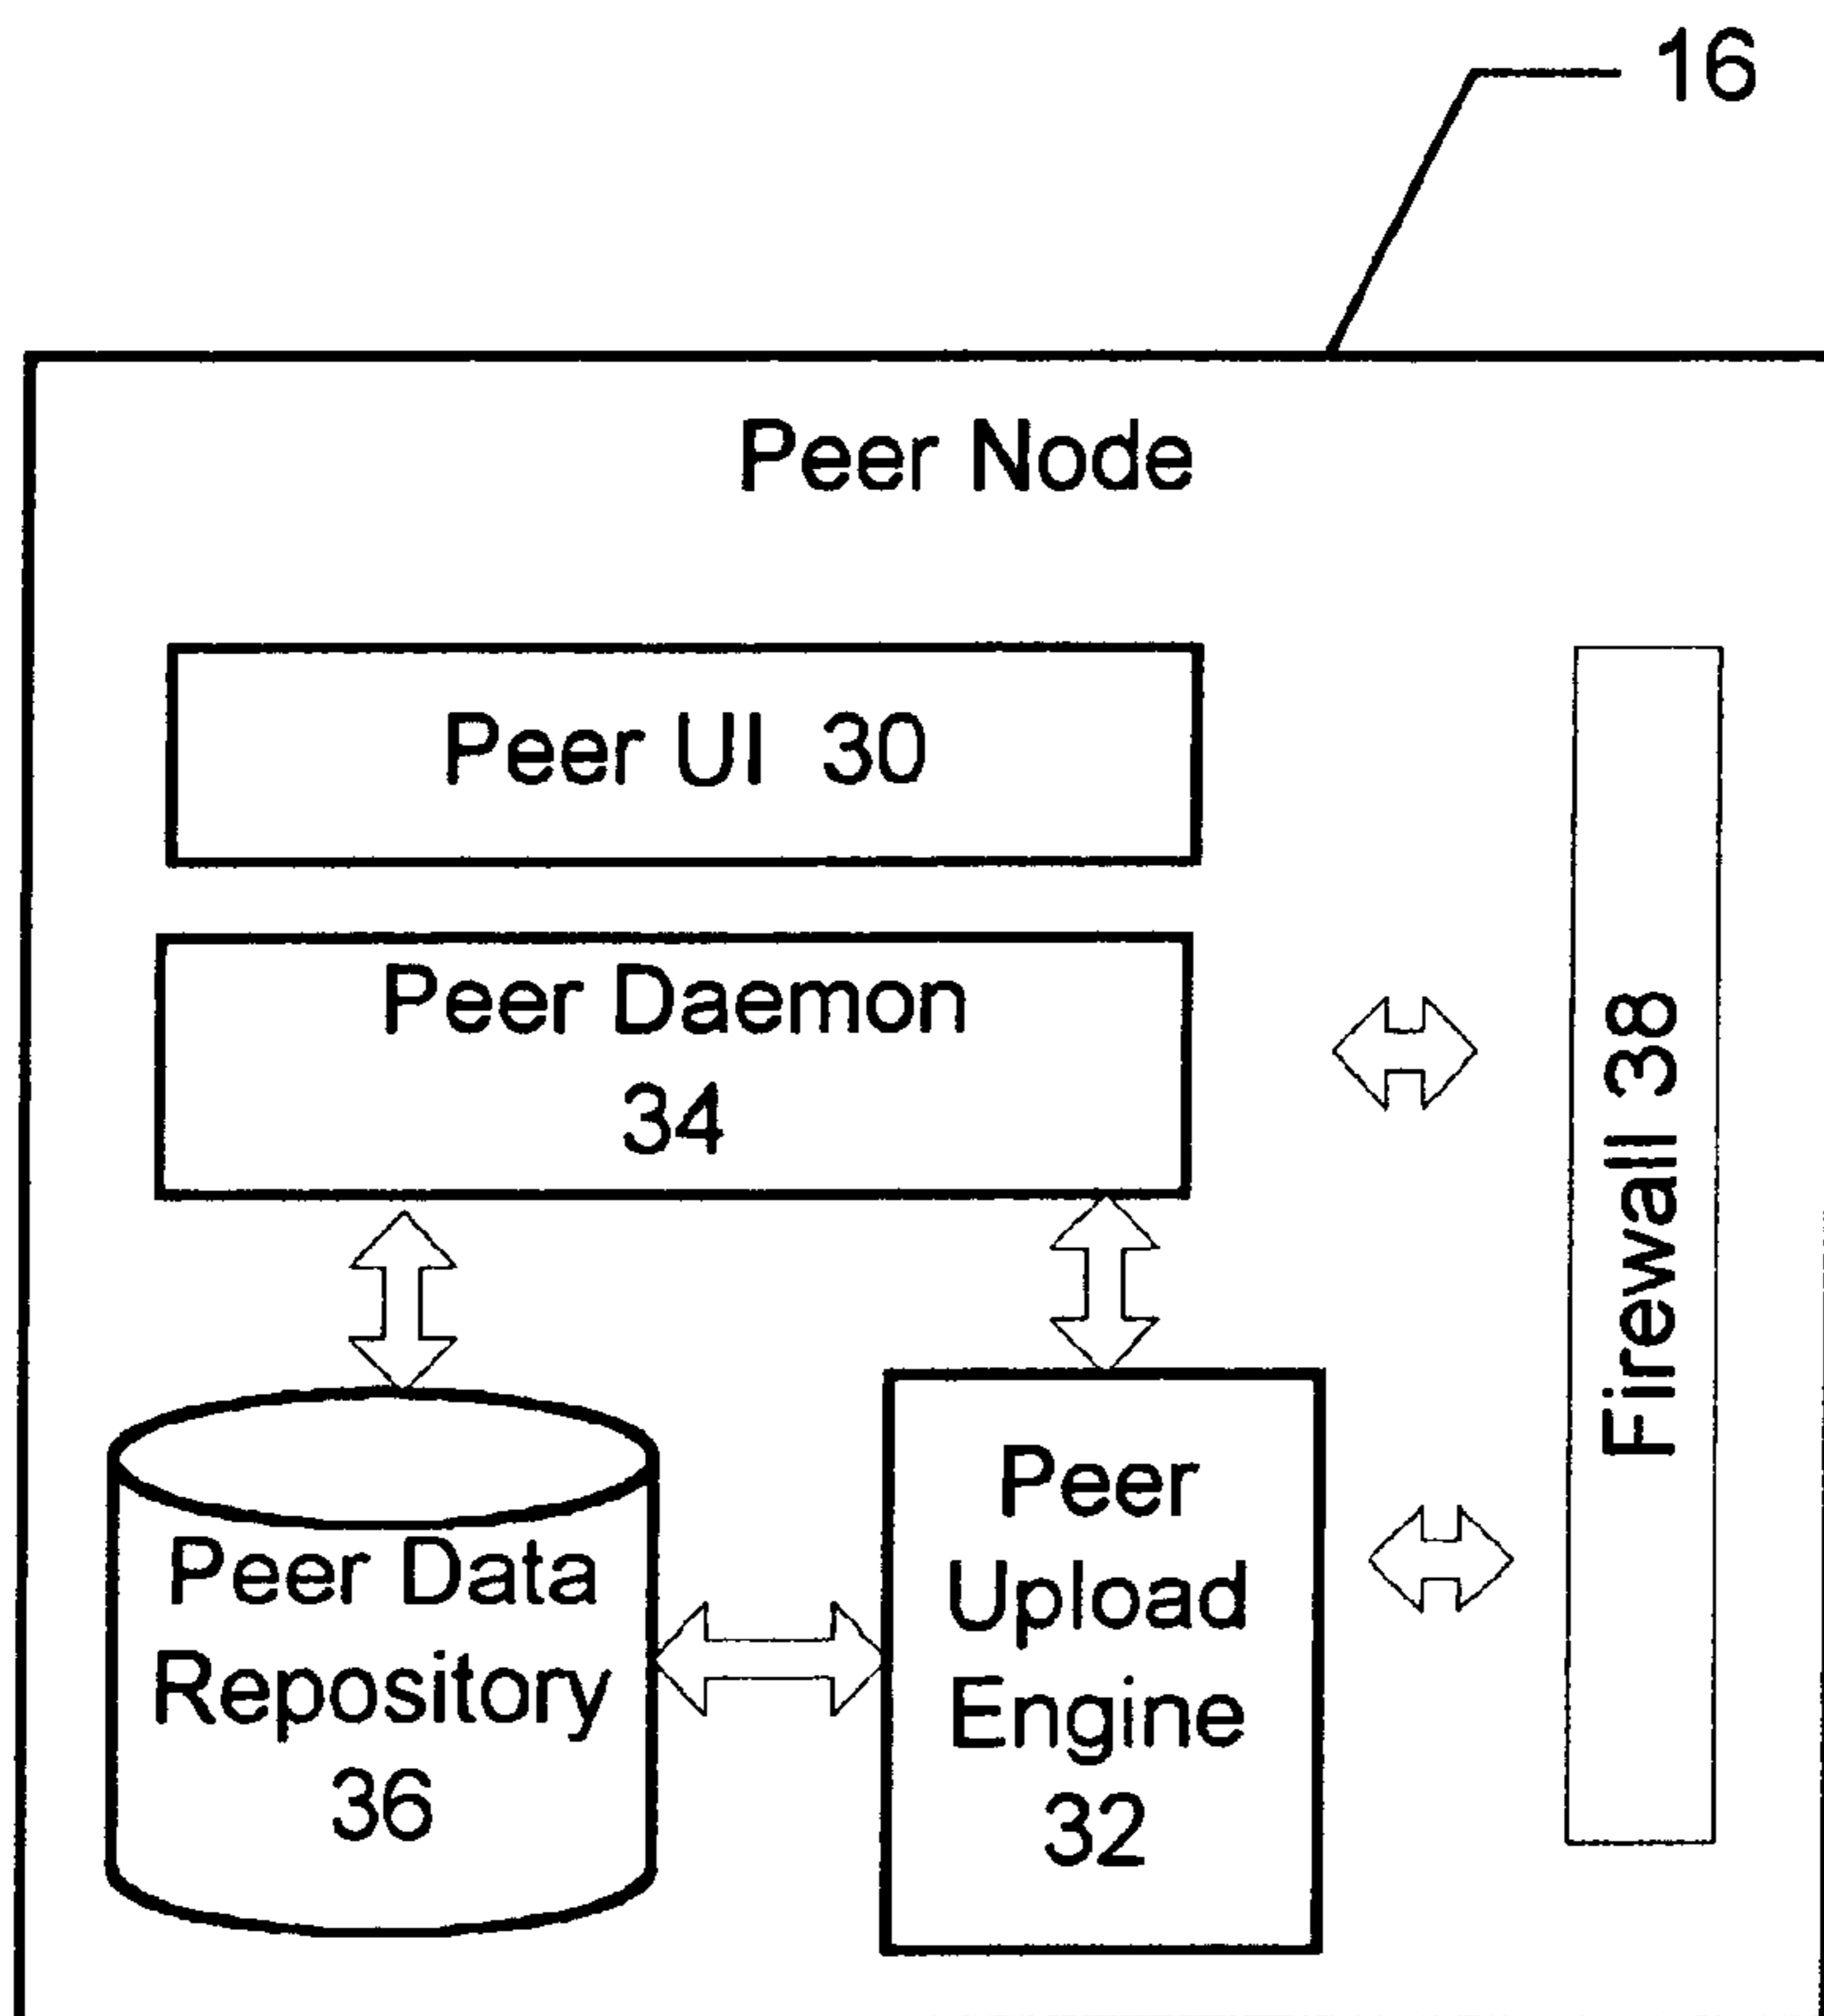 16
Peer Node
Peer UI 30
Peer Daemon
34
Firewall 38
Peer Data
Repository
36
Peer
Upload
Engine
32